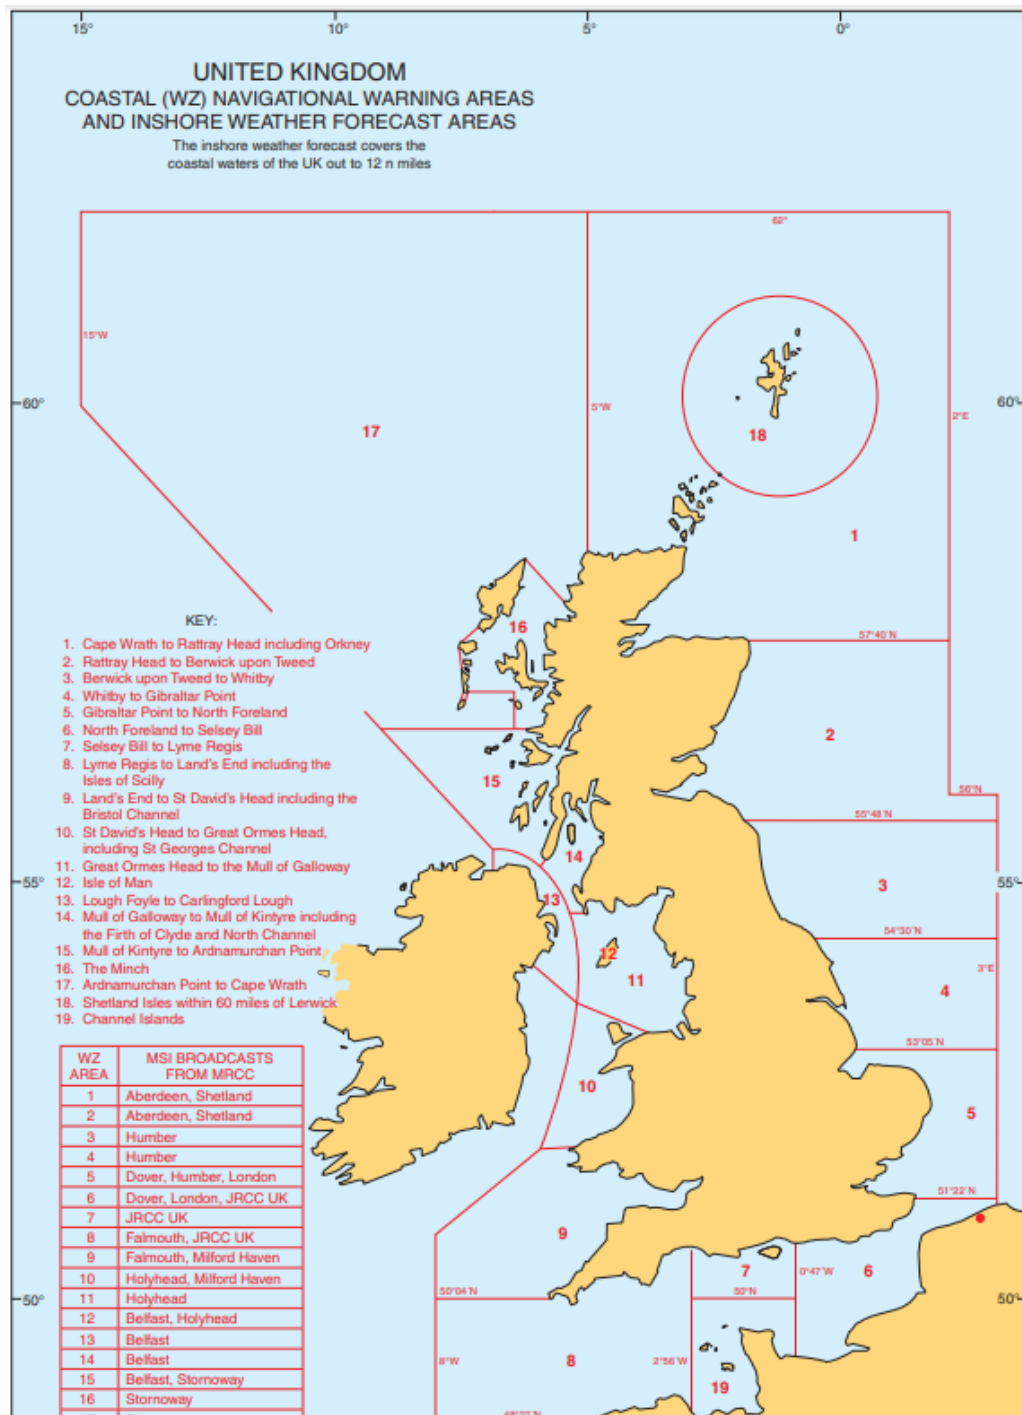 15°
10°
5°
0°
UNITED KINGDOM
COASTAL (WZ) NAVIGATIONAL WARNING AREAS
AND INSHORE WEATHER FORECAST AREAS
The inshore weather forecast covers the
coastal waters of the UK out to 12 n miles
62°
15°W
60°
5°W
60°
2°E
17
18
1
KEY:
1. Cape Wrath to Rattray Head including Orkney
2. Rattray Head to Berwick upon Tweed
3. Berwick upon Tweed to Whitby
4. Whitby to Gibraltar Point
5. Gibraltar Point to North Foreland
6. North Foreland to Selsey Bill
7. Selsey Bill to Lyme Regis
8. Lyme Regis to Land's End including the
Isles of Scilly
9. Land's End to St David's Head including the
Bristol Channel
10. St David's Head to Great Ormes Head,
including St Georges Channel
11. Great Ormes Head to the Mull of Galloway
12. Isle of Man
13. Lough Foyle to Carlingford Lough
14. Mull of Galloway to Mull of Kintyre including
the Firth of Clyde and North Channel
15. Mull of Kintyre to Ardnamurchan Point
16. The Minch
17. Ardnamurchan Point to Cape Wrath
18. Shetland Isles within 60 miles of Lerwick
19. Channel Islands
16
57°40´N
2
15
56°N
55°48´N
14
55°
55°
3
13
54°30´N
12
3°E
11
4
53°05´N
10
5
51°22´N
9
7
0°47´W
6
50°04´N
50°N
50°
50°
8°W
8
2°56´W
19
WZ AREA MSI BROADCASTS FROM MRCC
1 Aberdeen, Shetland
2 Aberdeen, Shetland
3 Humber
4 Humber
5 Dover, Humber, London
6 Dover, London, JRCC UK
7 JRCC UK
8 Falmouth, JRCC UK
9 Falmouth, Milford Haven
10 Holyhead, Milford Haven
11 Holyhead
12 Belfast, Holyhead
13 Belfast
14 Belfast
15 Belfast, Stornoway
16 Stornoway